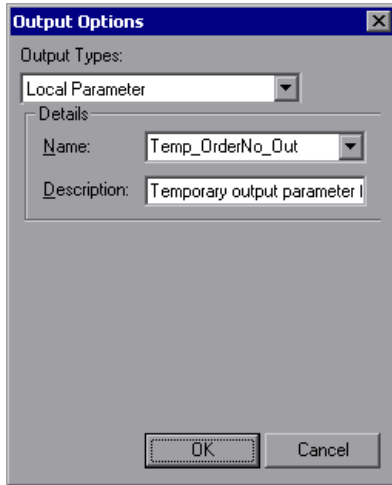 Output Options
Output Types:
Local Parameter
Details
Name: Temp_OrderNo_Out
Description: Temporary output parameter
OK Cancel